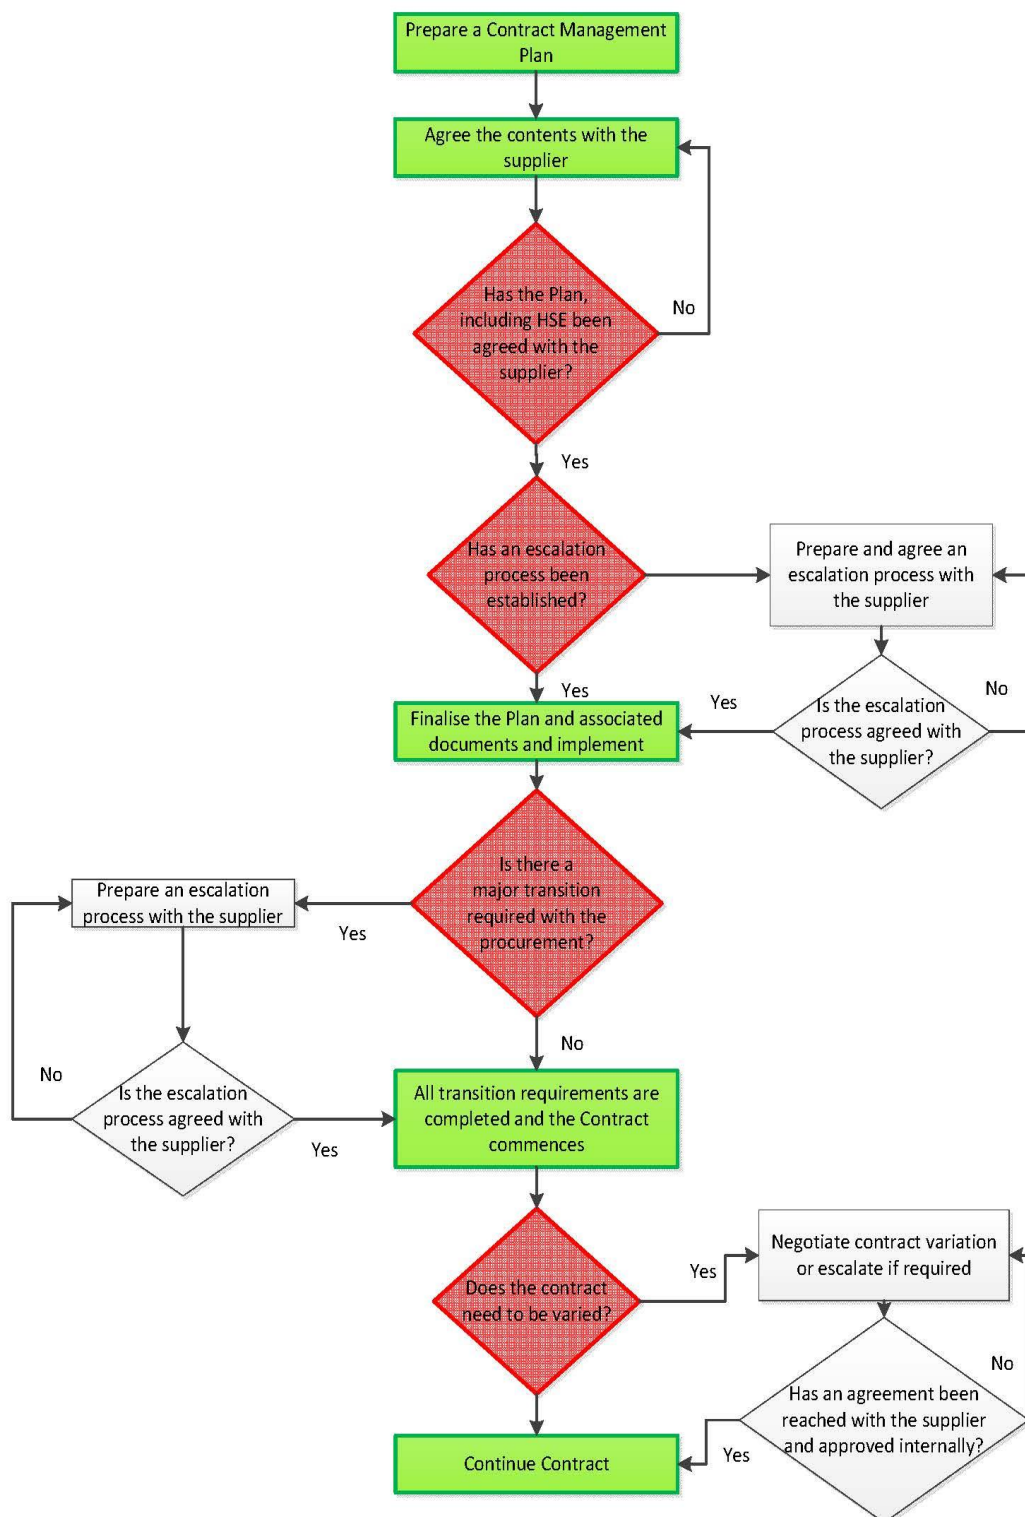 Prepare a Contract Management
Plan
Agree the contents with the
supplier
Has the Plan,
including HSE been
agreed with the
supplier?
No
Yes
Has an escalation
process been
established?
Prepare and agree an
escalation process with
the supplier
Yes
Finalise the Plan and associated
documents and implement
Yes
Is the escalation
process agreed with
the supplier?
No
Is there a
major transition
required with the
procurement?
Yes
Prepare an escalation
process with the supplier
No
Is the escalation
process agreed with
the supplier?
No
Yes
All transition requirements are
completed and the Contract
commences
Does the contract
need to be varied?
Yes
Negotiate contract variation
or escalate if required
No
Has an agreement been
reached with the supplier
and approved internally?
Yes
Continue Contract